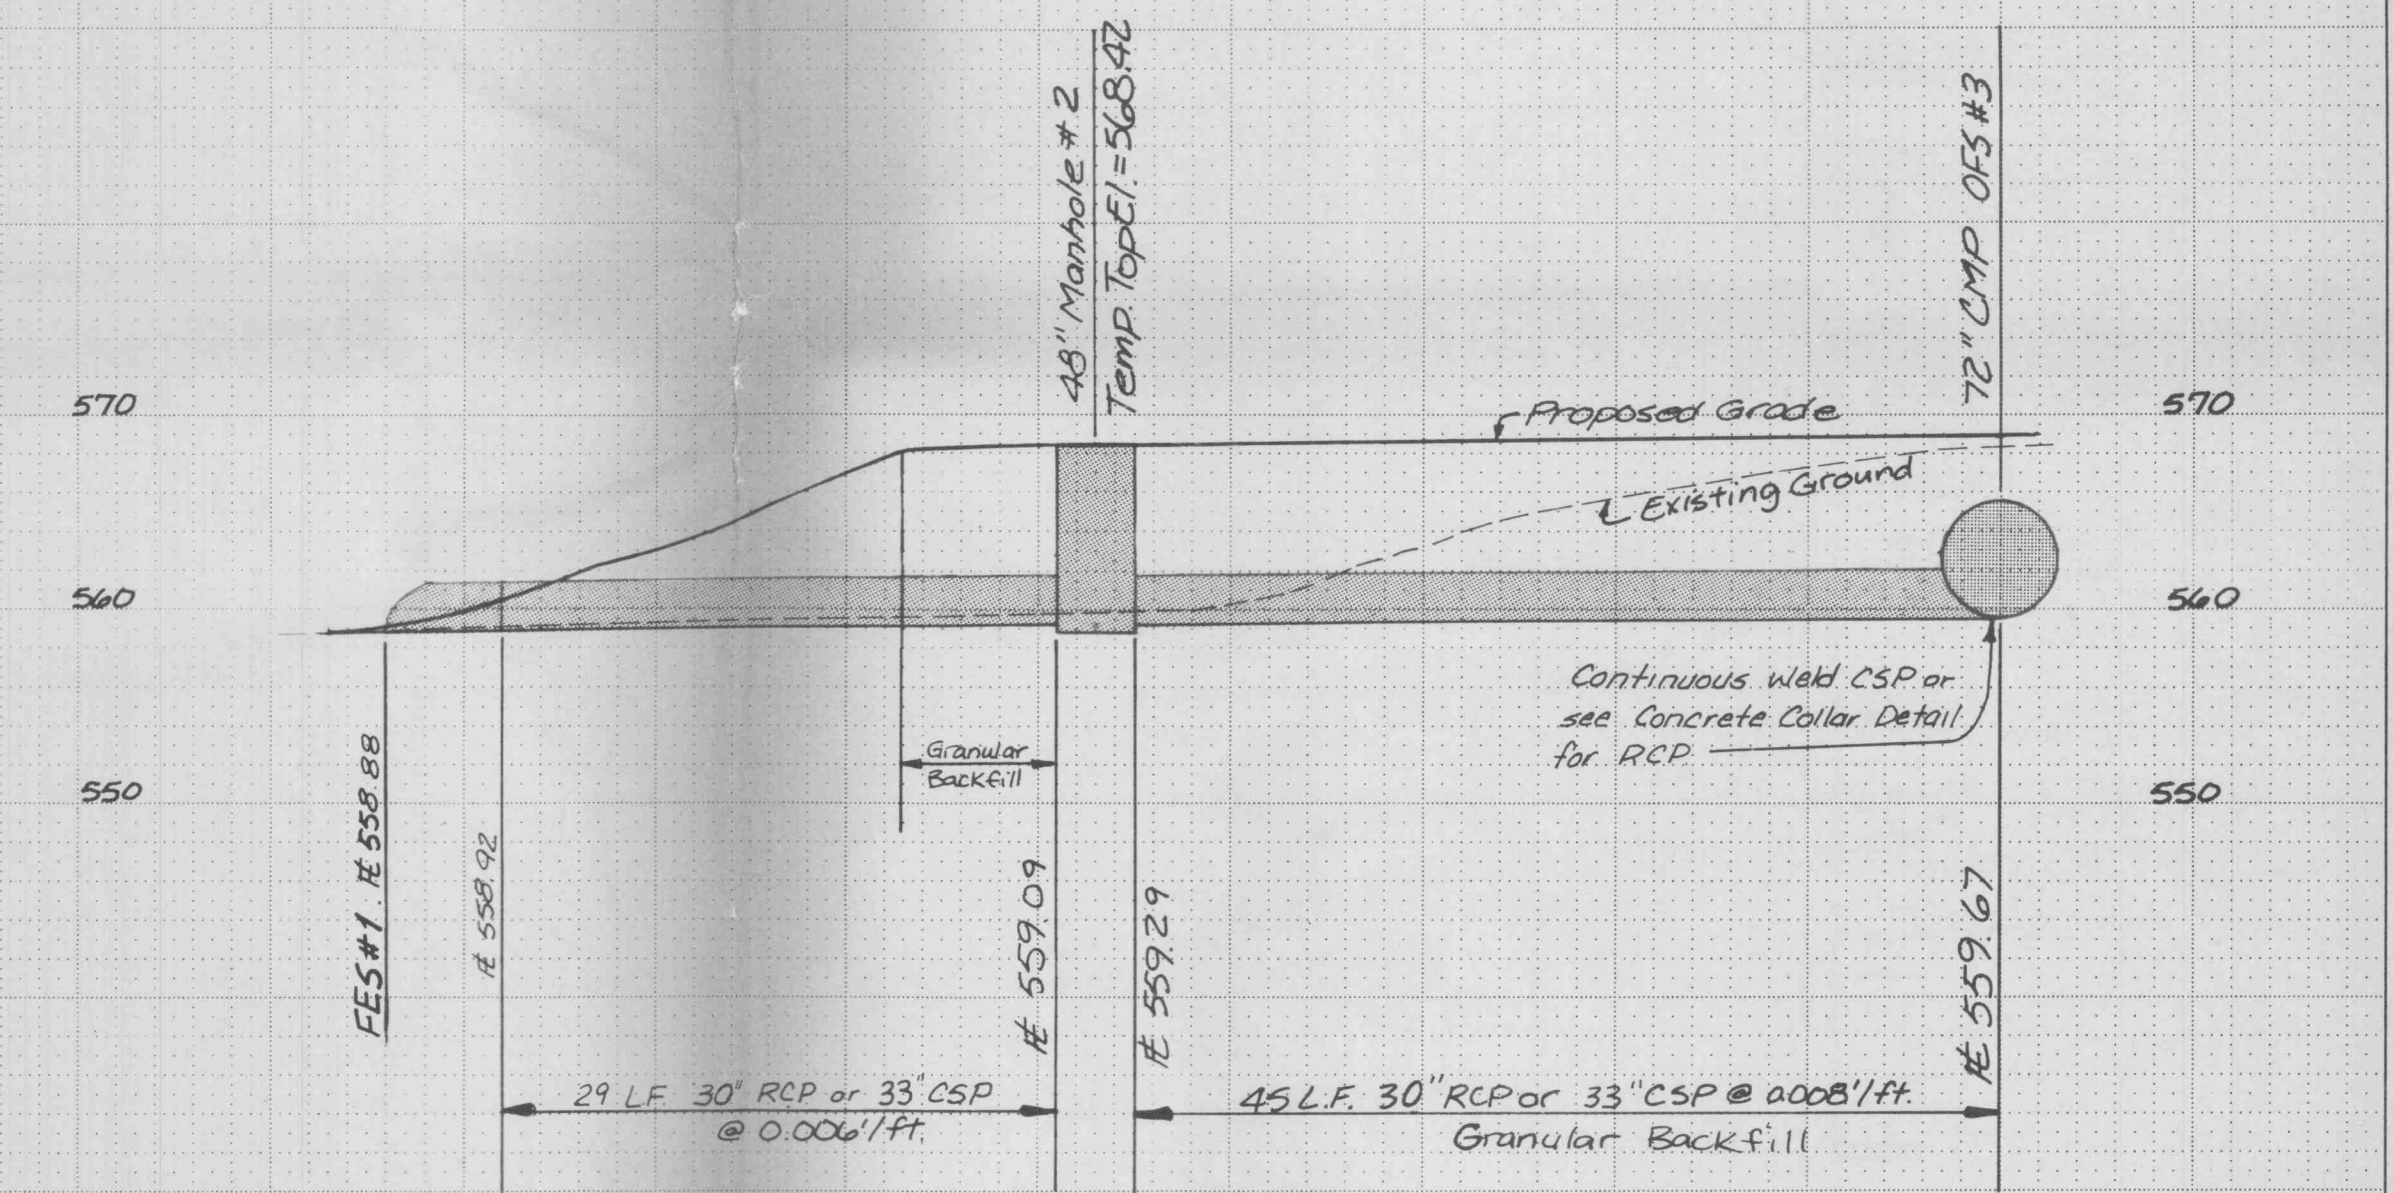 48" Manhole #2
Temp. Top El. = 568.42
72" CMP OFS #3
570
570
Proposed Grade
Existing Ground
560
560
Continuous weld CSP or
see Concrete Collar Detail
for RCP
Granular
Backfill
550
550
FES #1
558.88
558.92
559.09
559.29
559.67
29 L.F. 30" RCP or 33" CSP
@ 0.006'/ft.
45 L.F. 30" RCP or 33" CSP @ 0.008'/ft.
Granular Backfill